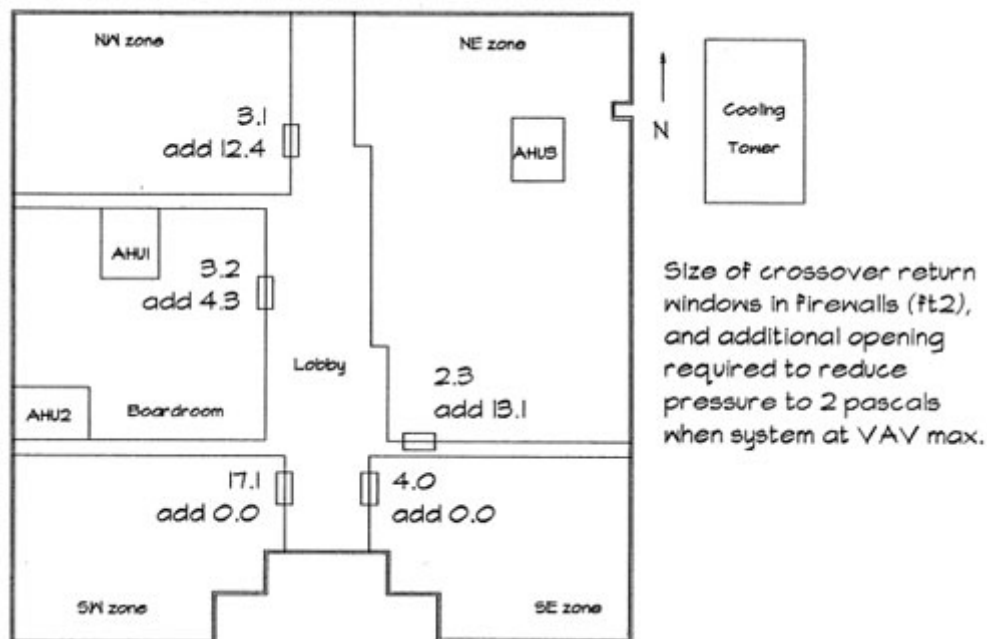 NW zone
NE zone
3.1
add 12.4
N
Cooling
Tower
AHU3
AHU1
3.2
add 4.3
Lobby
2.3
add 13.1
AHU2
Boardroom
Size of crossover return
windows in firewalls (ft2),
and additional opening
required to reduce
pressure to 2 pascals
when system at VAV max.
17.1
add 0.0
4.0
add 0.0
SW zone
SE zone